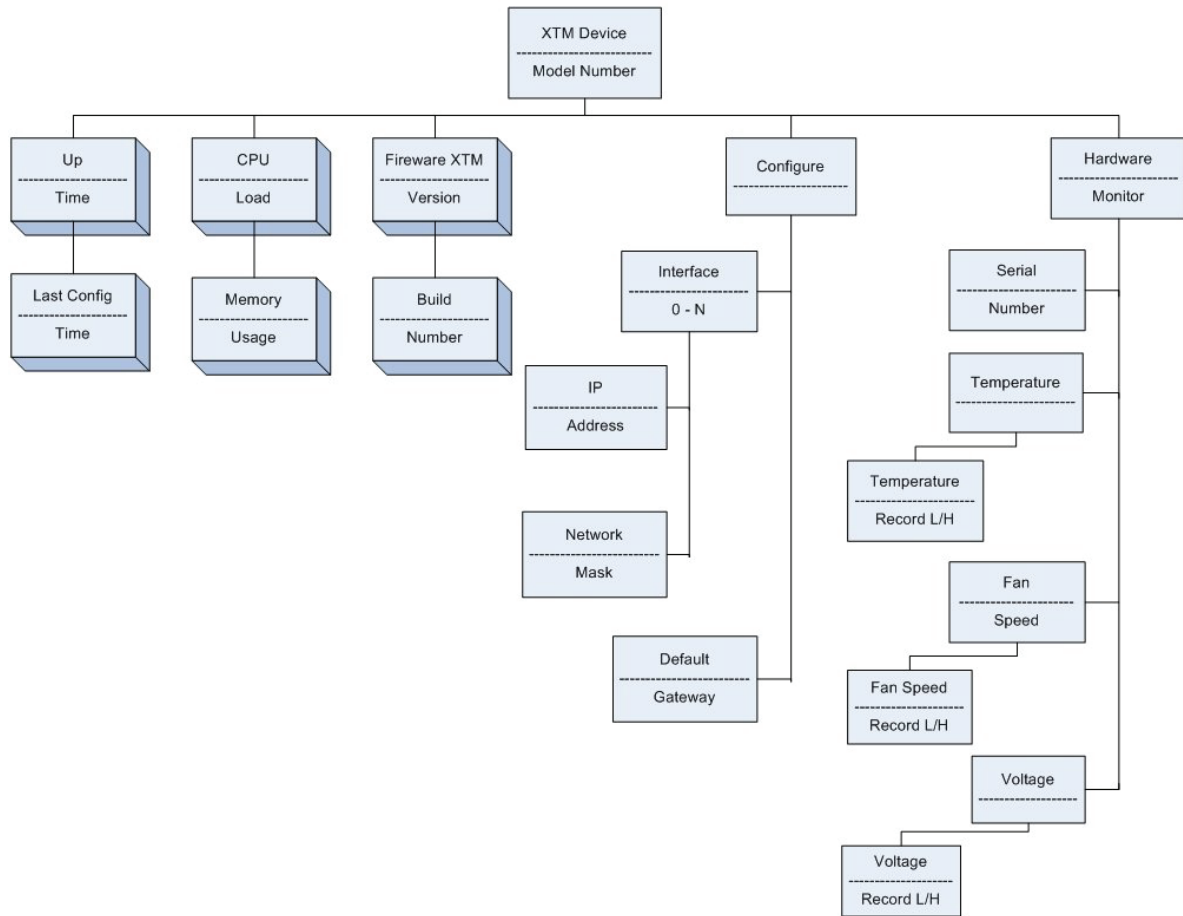 XTM Device
Model Number
Up
Time
CPU
Load
Fireware XTM
Version
Configure
Hardware
Monitor
Last Config
Time
Memory
Usage
Build
Number
Interface
0 - N
Serial
Number
IP
Address
Temperature
Temperature
Record L/H
Network
Mask
Fan
Speed
Default
Gateway
Fan Speed
Record L/H
Voltage
Voltage
Record L/H